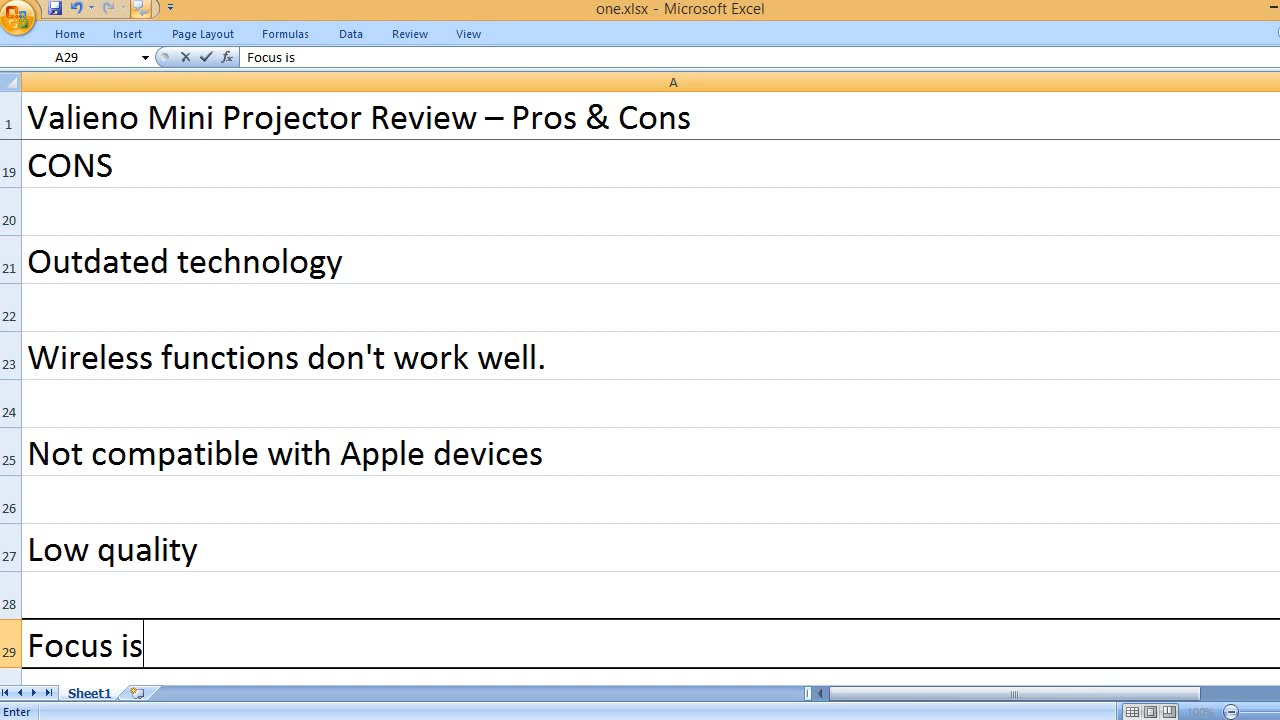 one.xlsx - Microsoft Excel
Home Insert Page Layout Formulas Data Review View
A29 fx Focus is
A
1 Valieno Mini Projector Review – Pros & Cons
19 CONS
20
21 Outdated technology
22
23 Wireless functions don't work well.
24
25 Not compatible with Apple devices
26
27 Low quality
28
29 Focus is
Sheet1
Enter 100%